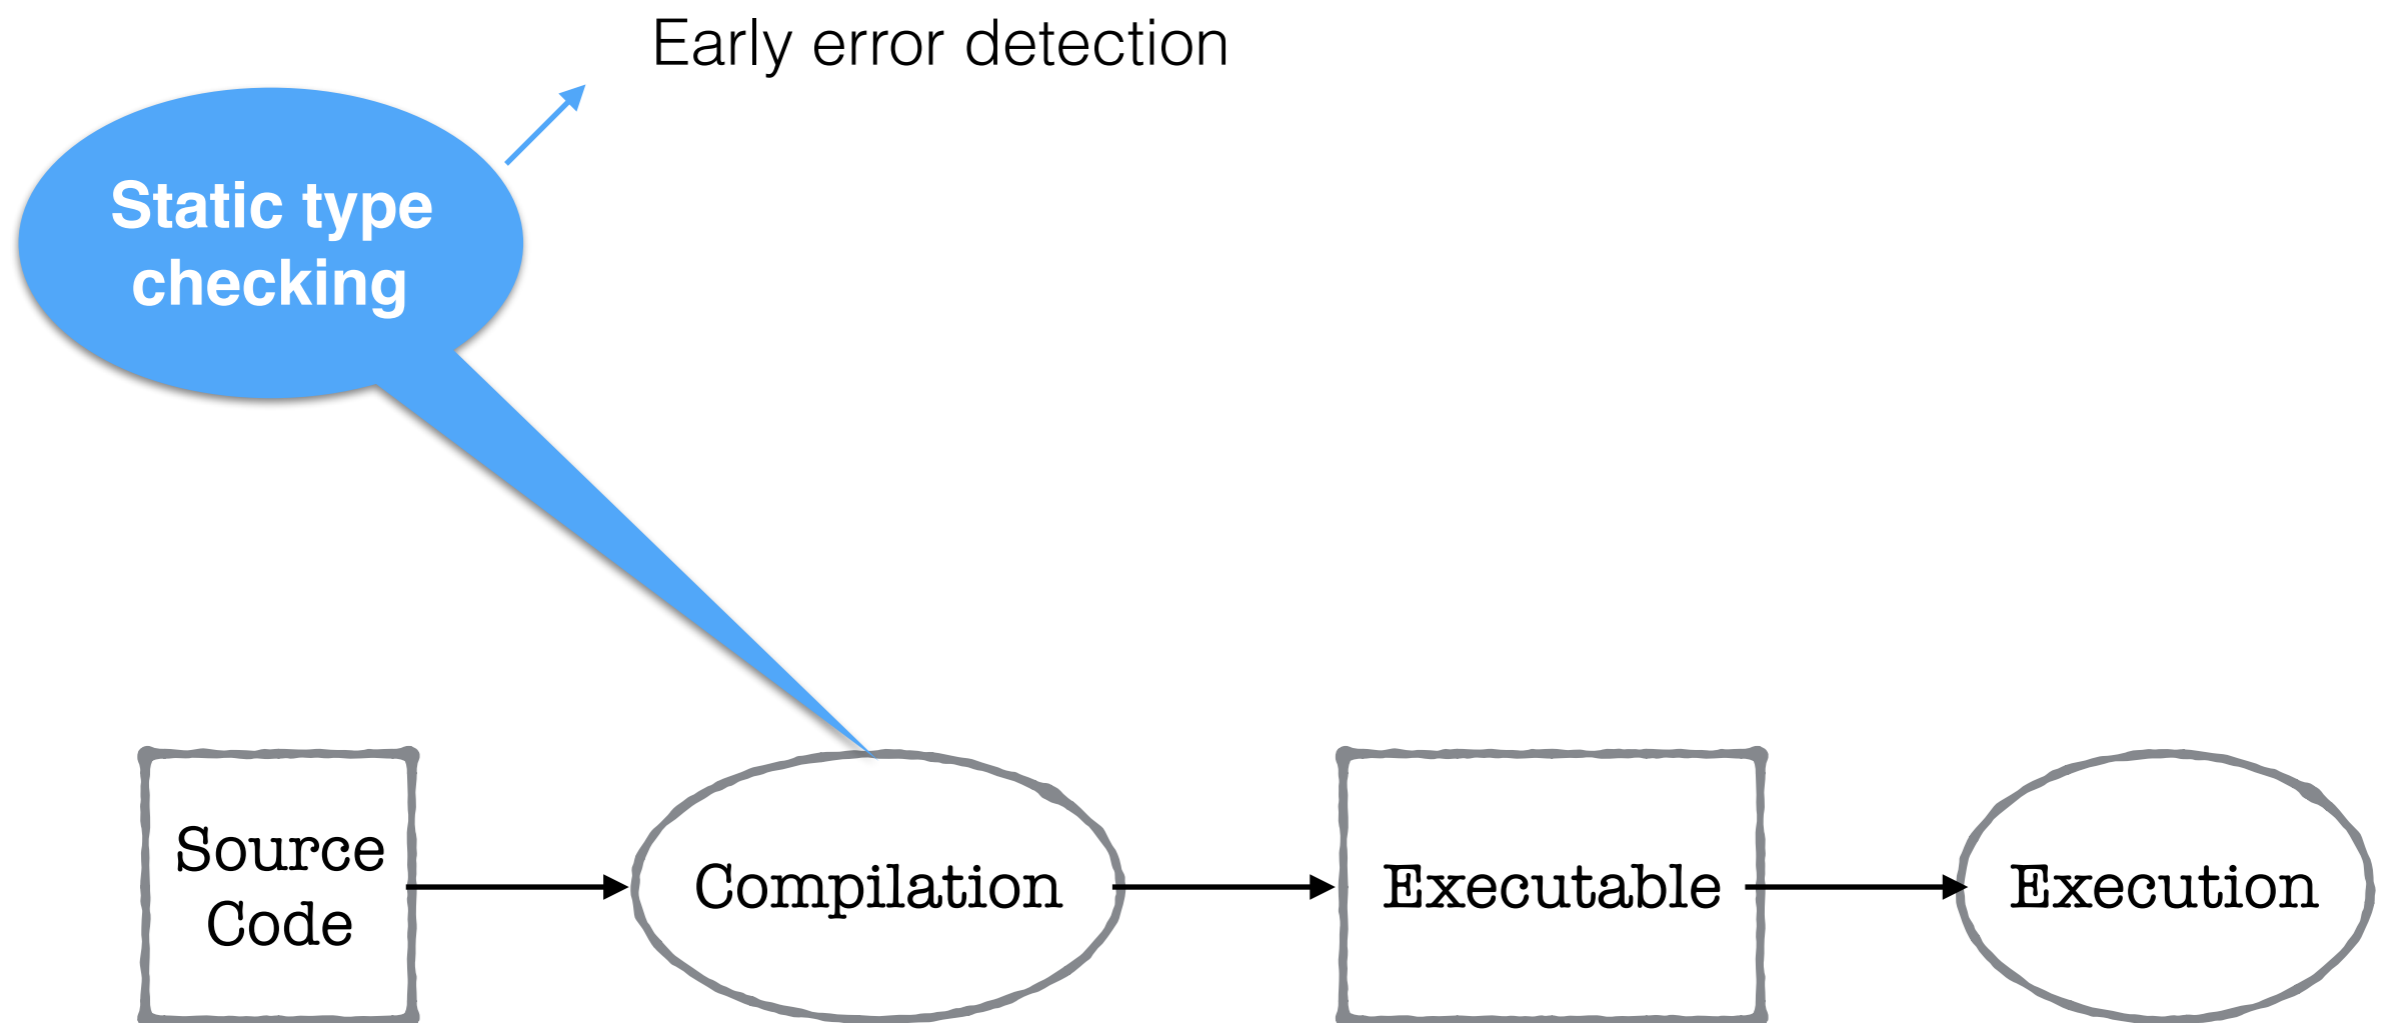 Early error detection
Static type
checking
Source
Code
Compilation
Executable
Execution